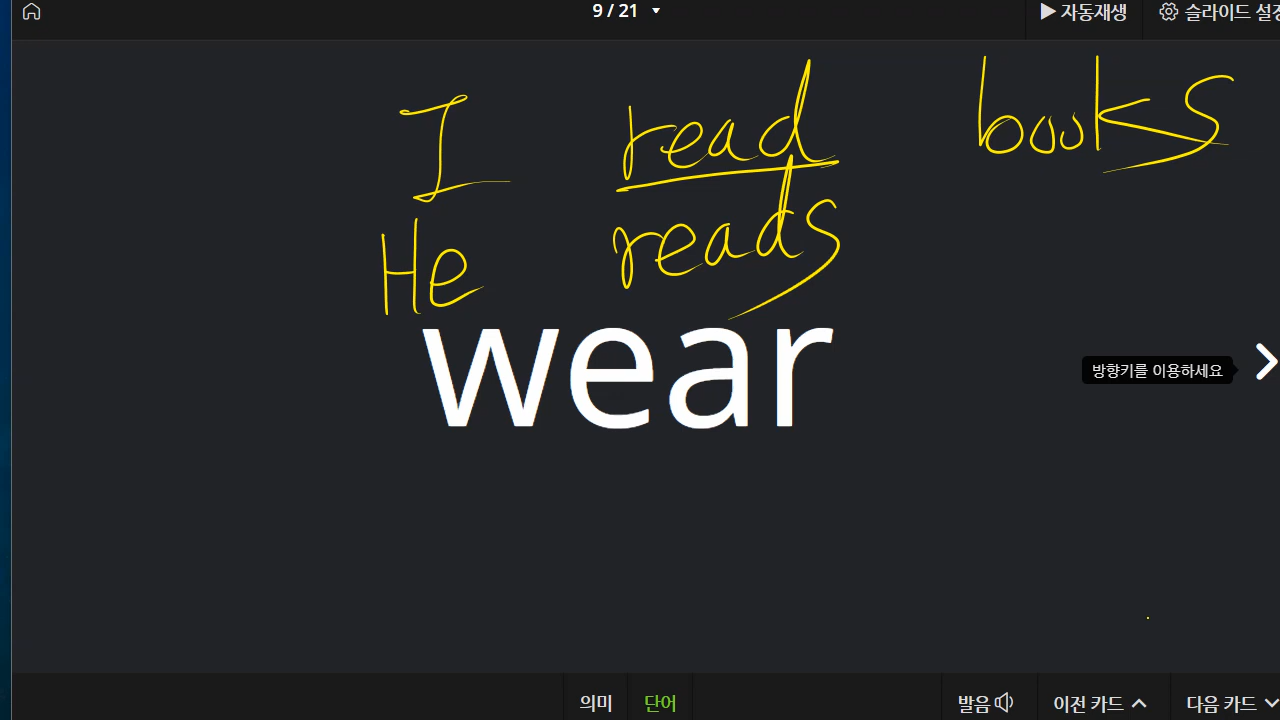 9 / 21
자동재생
슬라이드 설정
I read books
He reads
wear
방향키를 이용하세요
의미
단어
발음
이전 카드
다음 카드